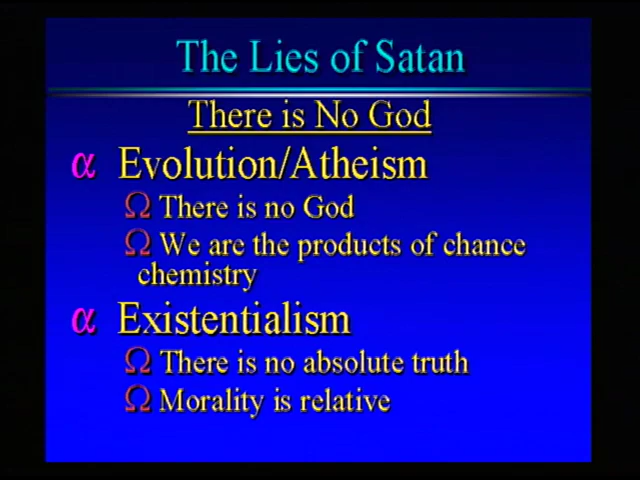 The Lies of Satan
There is No God
α Evolution/Atheism
Ω There is no God
Ω We are the products of chance
chemistry
α Existentialism
Ω There is no absolute truth
Ω Morality is relative